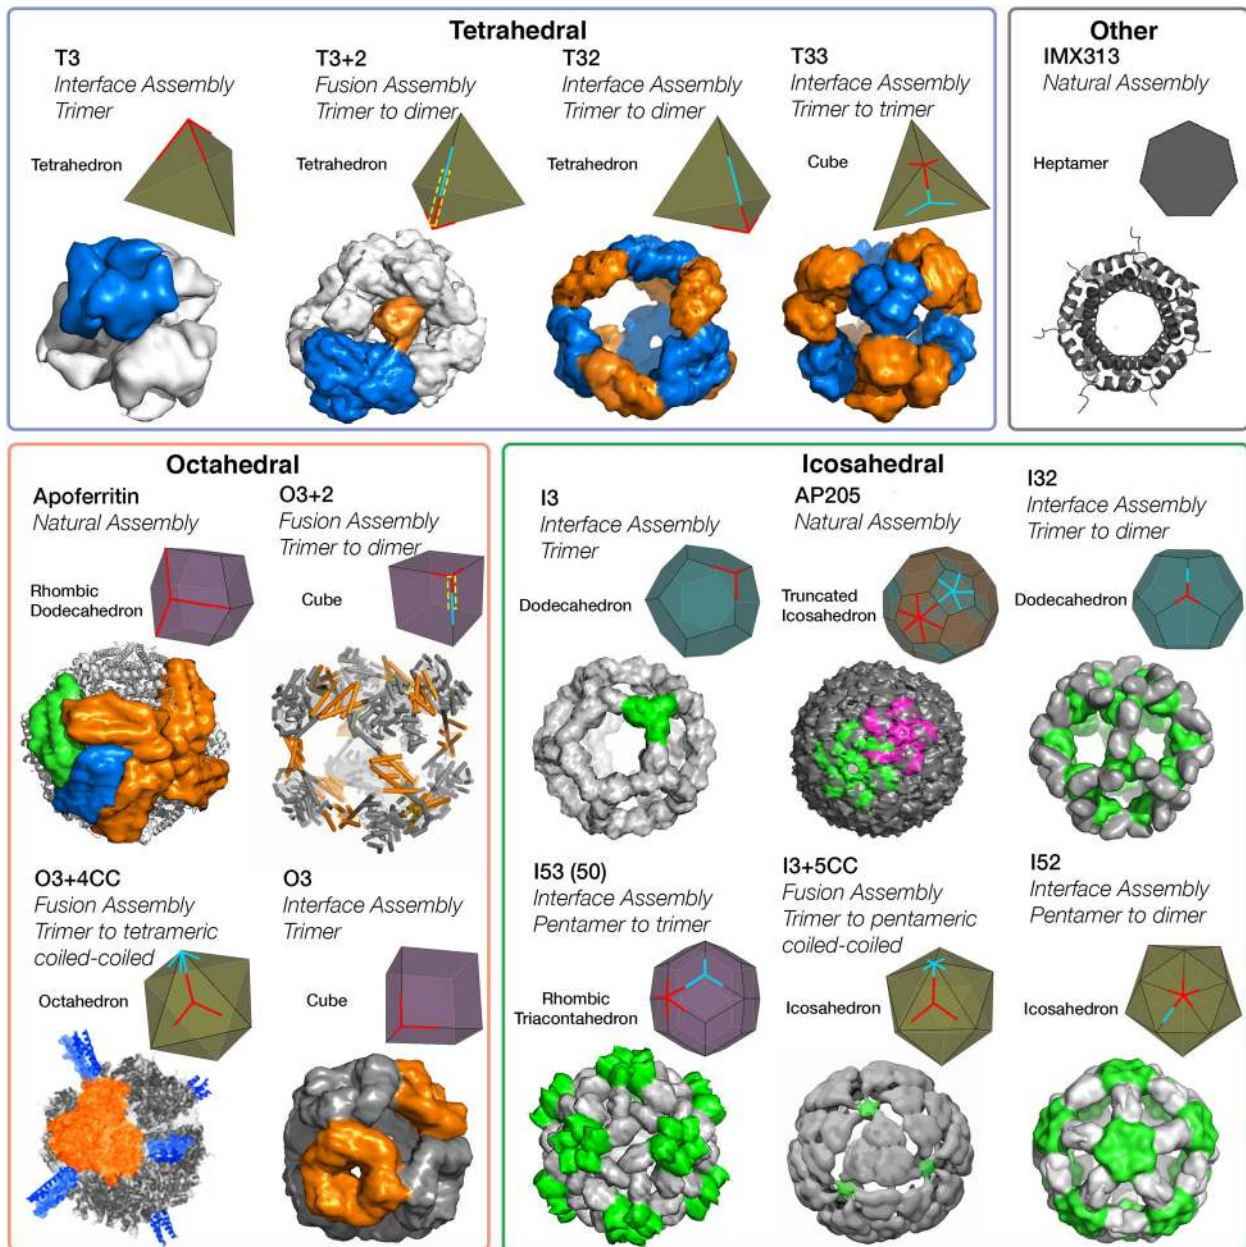 Tetrahedral
T3
Interface Assembly
Trimer
Tetrahedron
T3+2
Fusion Assembly
Trimer to dimer
Tetrahedron
T32
Interface Assembly
Trimer to dimer
Tetrahedron
T33
Interface Assembly
Trimer to trimer
Cube
Other
IMX313
Natural Assembly
Heptamer
Octahedral
Apoferritin
Natural Assembly
Rhombic
Dodecahedron
O3+2
Fusion Assembly
Trimer to dimer
Cube
O3+4CC
Fusion Assembly
Trimer to tetrameric
coiled-coiled
Octahedron
O3
Interface Assembly
Trimer
Cube
Icosahedral
I3
Interface Assembly
Trimer
Dodecahedron
AP205
Natural Assembly
Truncated
Icosahedron
I32
Interface Assembly
Trimer to dimer
Dodecahedron
I53 (50)
Interface Assembly
Pentamer to trimer
Rhombic
Triacontahedron
I3+5CC
Fusion Assembly
Trimer to pentameric
coiled-coiled
Icosahedron
I52
Interface Assembly
Pentamer to dimer
Icosahedron